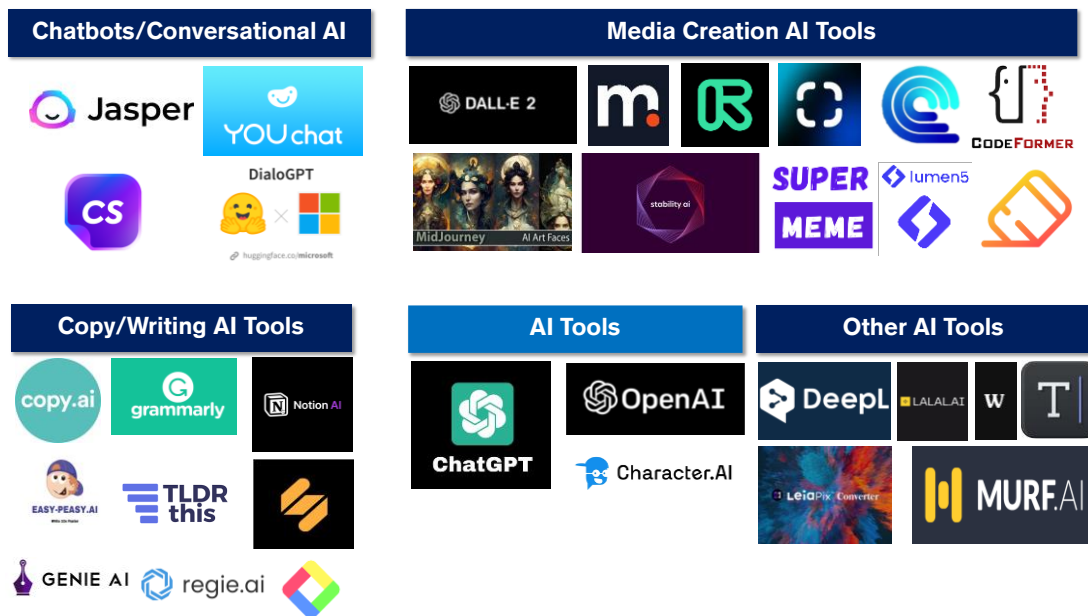 Chatbots/Conversational AI
Jasper
YOU chat
CS
DialoGPT
huggingface.co/microsoft
Media Creation AI Tools
DALL·E 2
m.
CODEFORMER
MidJourney
AI Art Faces
stability ai
SUPER
MEME
lumen5
Copy/Writing AI Tools
copy.ai
grammarly
Notion AI
EASY-PEASY.AI
TLDR
this
GENIE AI
regie.ai
AI Tools
ChatGPT
OpenAI
Character.AI
Other AI Tools
DeepL
LALAL.AI
W
T
LeiaPix Converter
MURF.AI